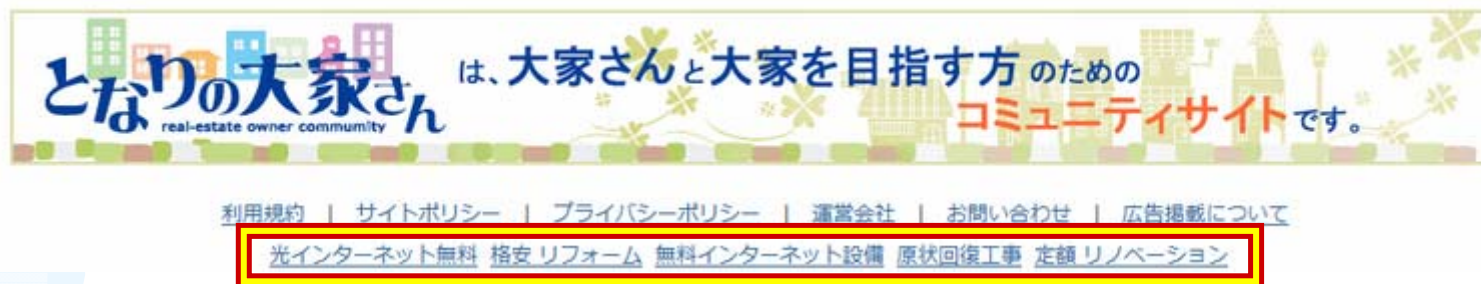 となりの大家さん は、大家さんと大家を目指す方のための
real-estate owner commumity
コミュニティサイトです。
利用規約 | サイトポリシー | プライバシーポリシー | 運営会社 | お問い合わせ | 広告掲載について
光インターネット無料 格安 リフォーム 無料インターネット設備 原状回復工事 定額 リノベーション